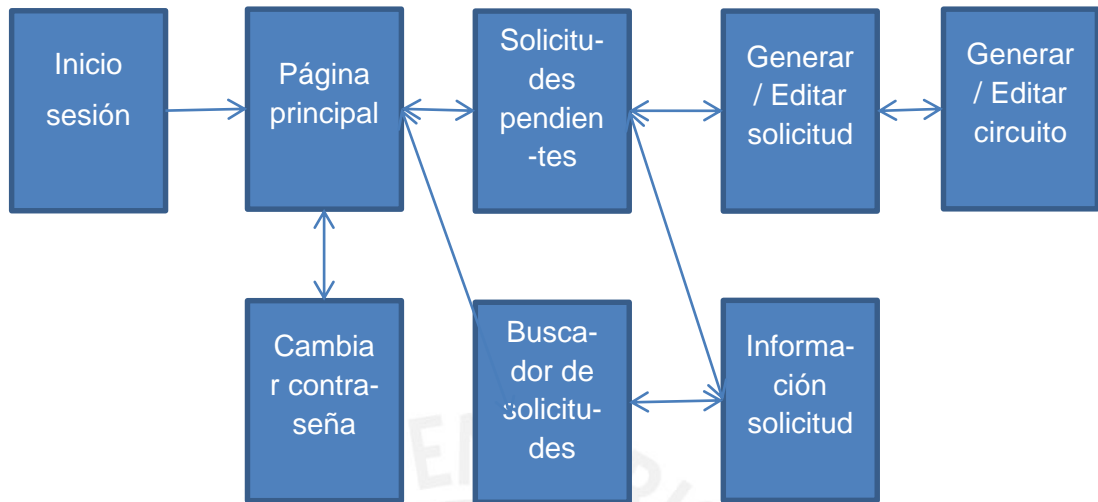 Inicio
sesión
Página
principal
Solicitu-
des
pendien
-tes
Generar
/ Editar
solicitud
Generar
/ Editar
circuito
Cambia
r contra-
seña
Busca-
dor de
solicitu-
des
Informa-
ción
solicitud